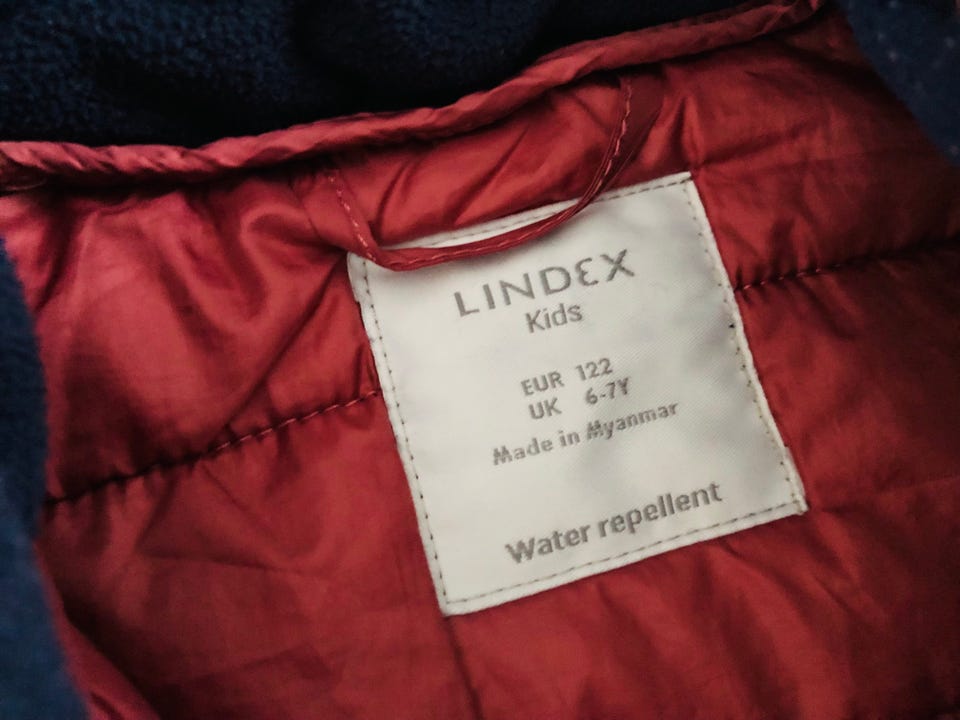 LINDEX
Kids
EUR 122
UK 6-7Y
Made in Myanmar
Water repellent